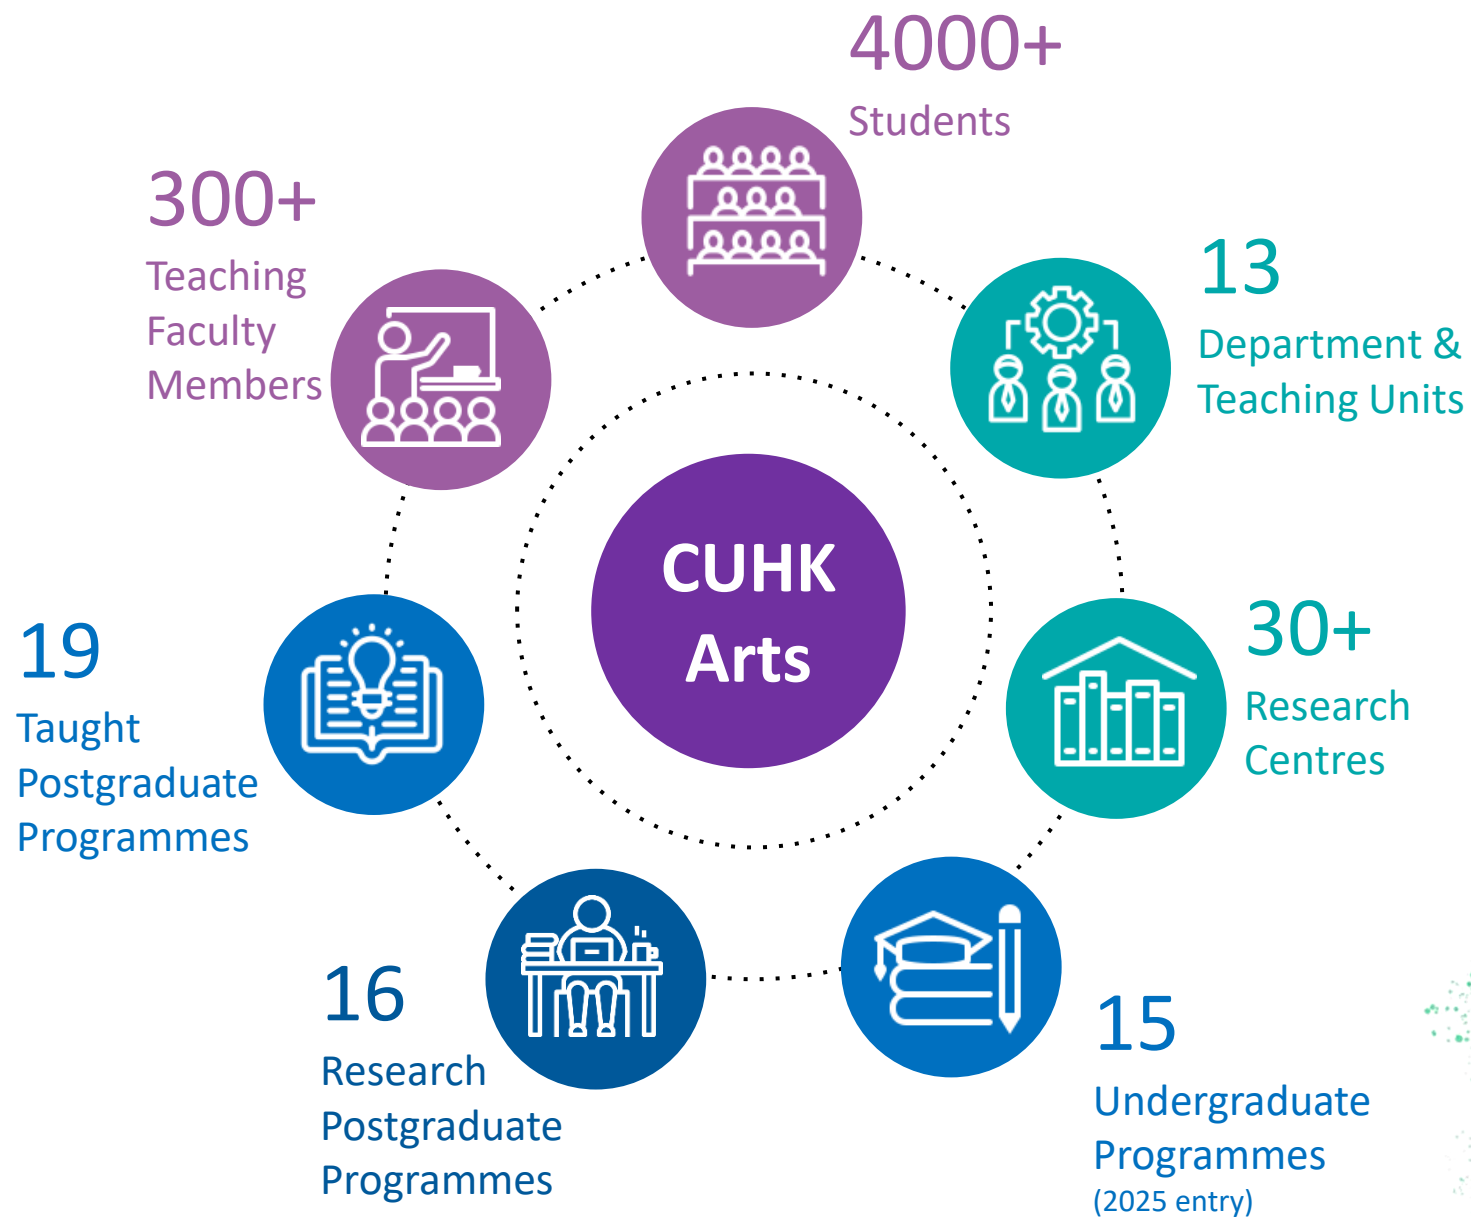 4000+
Students
300+
Teaching
Faculty
Members
13
Department &
Teaching Units
CUHK
Arts
30+
Research
Centres
19
Taught
Postgraduate
Programmes
16
Research
Postgraduate
Programmes
15
Undergraduate
Programmes
(2025 entry)